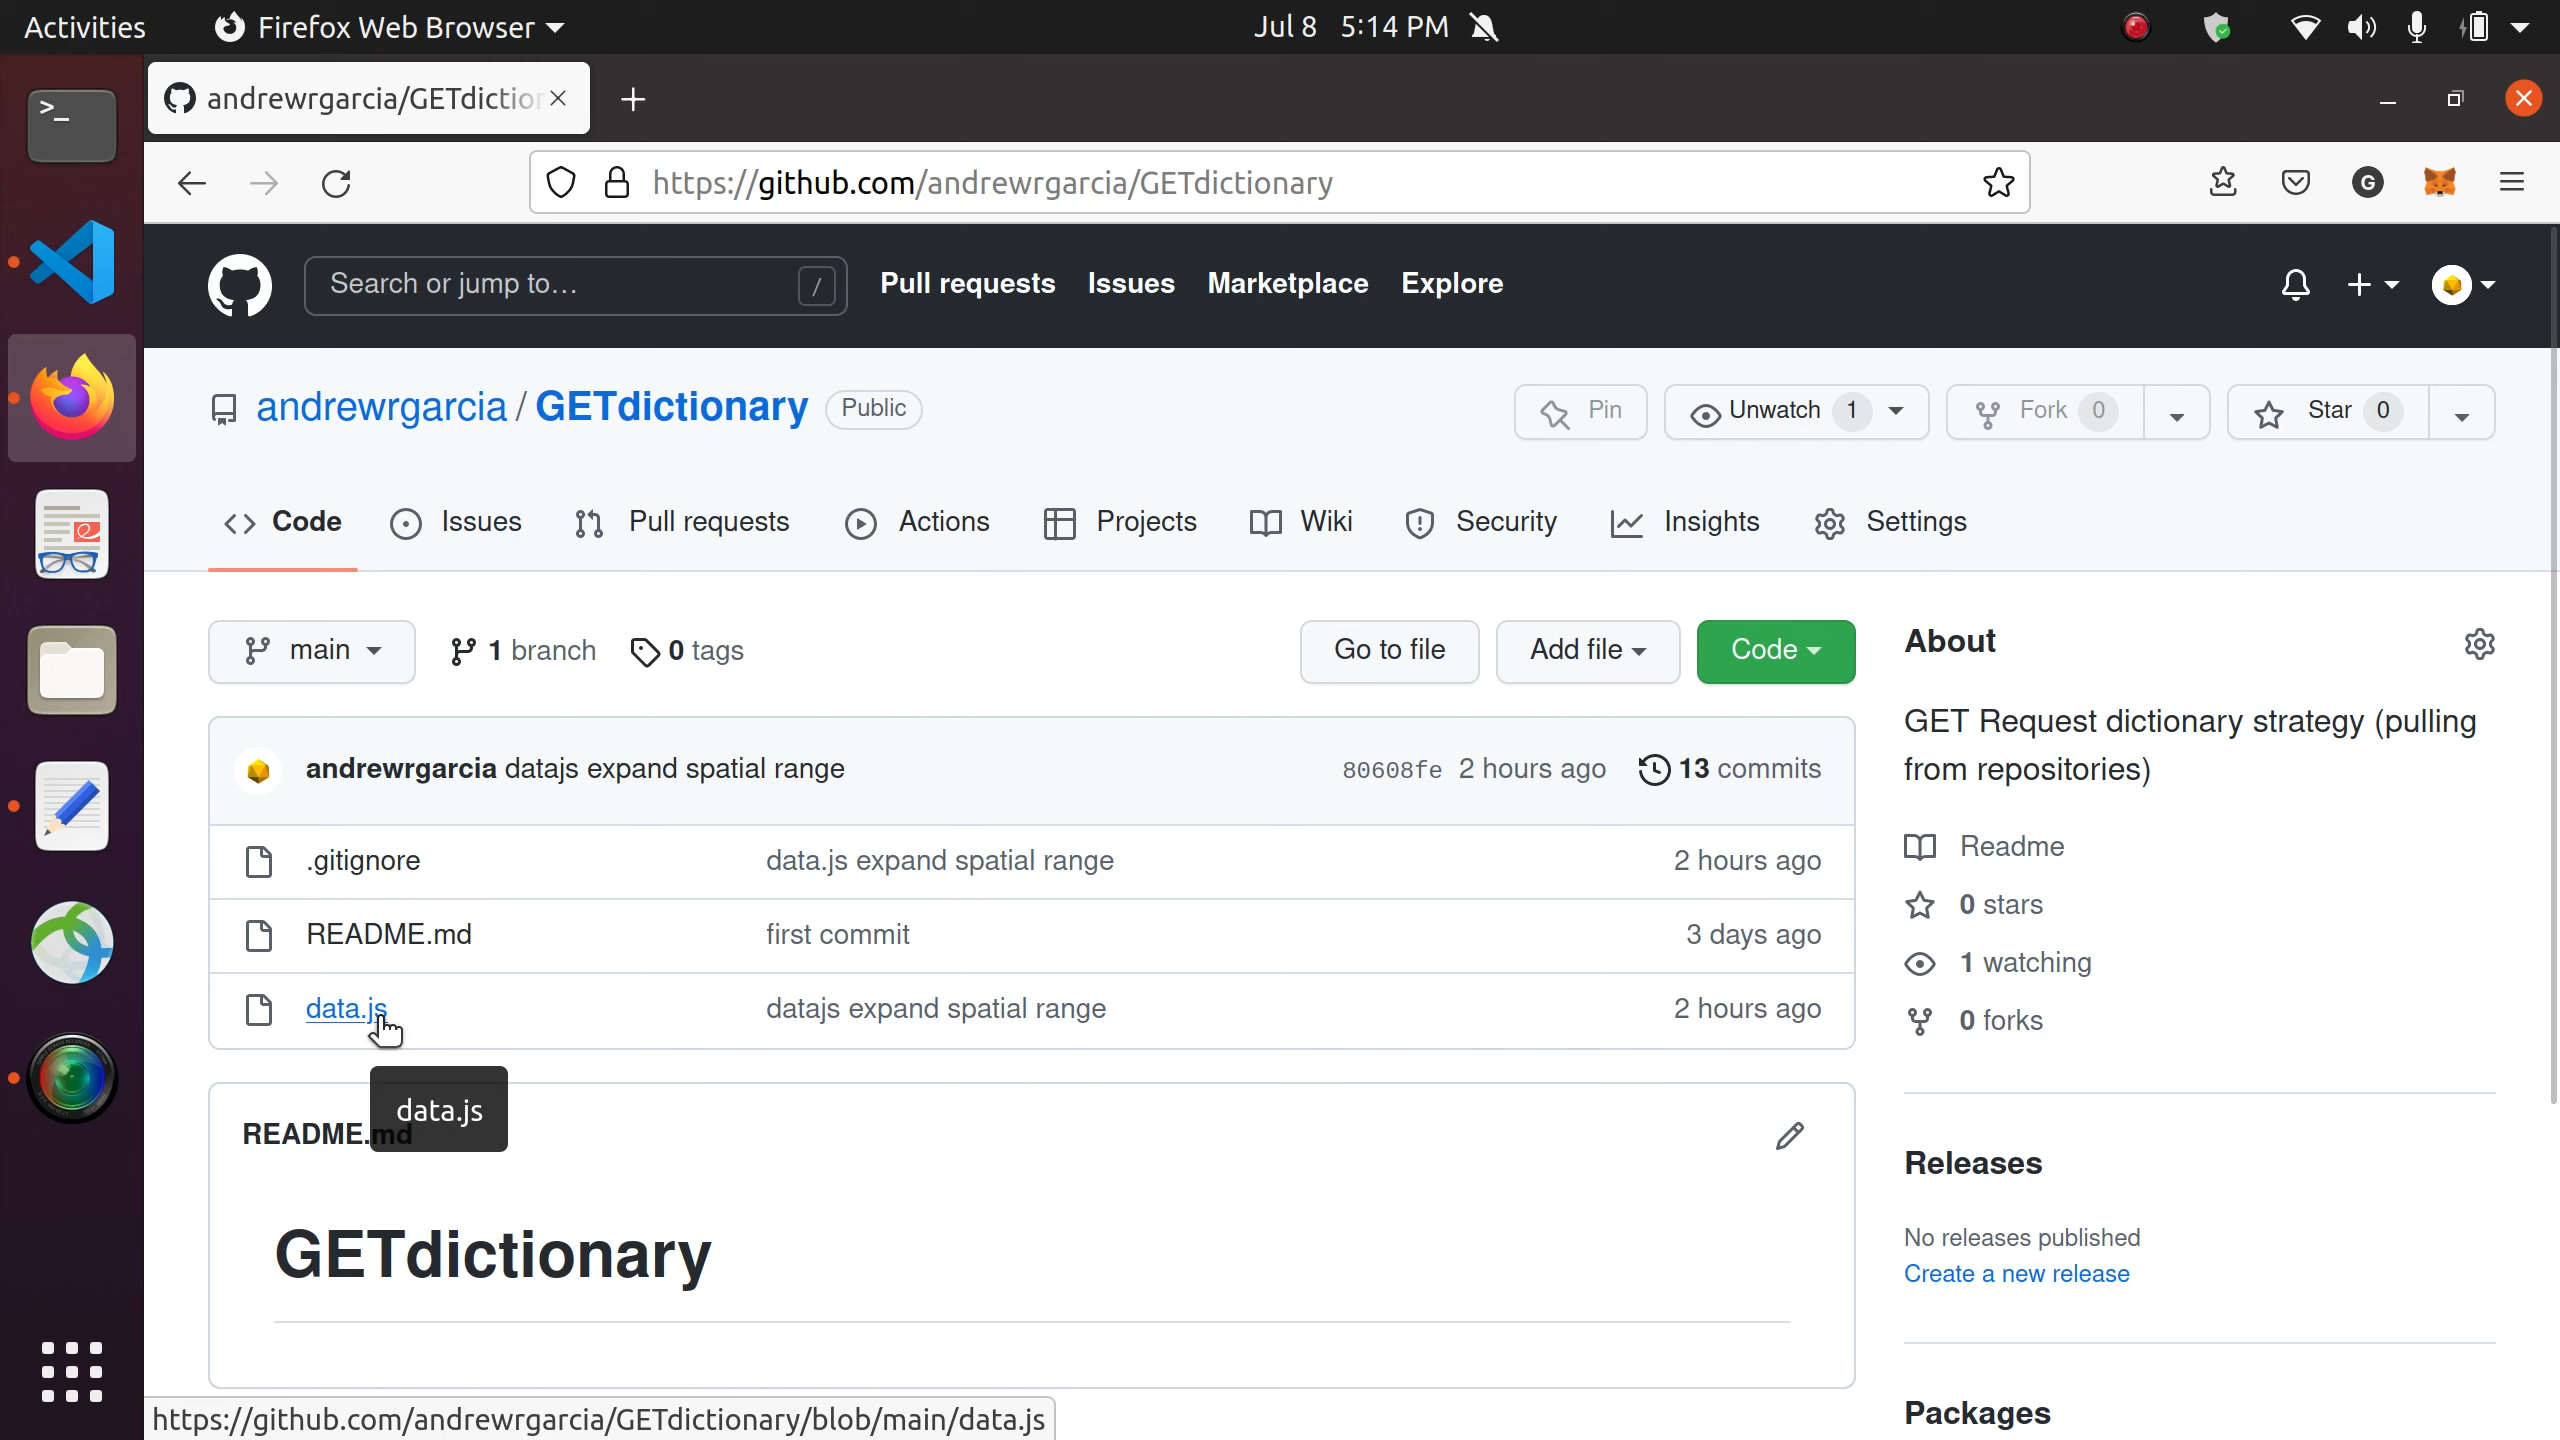 Activities Firefox Web Browser Jul 8 5:14 PM
andrewrgarcia/GETdiction
https://github.com/andrewrgarcia/GETdictionary
Search or jump to... / Pull requests Issues Marketplace Explore
andrewrgarcia / GETdictionary Public Pin Unwatch 1 Fork 0 Star 0
Code Issues Pull requests Actions Projects Wiki Security Insights Settings
main 1 branch 0 tags Go to file Add file Code
andrewrgarcia datajs expand spatial range 80608fe 2 hours ago 13 commits
.gitignore data.js expand spatial range 2 hours ago
README.md first commit 3 days ago
data.js datajs expand spatial range 2 hours ago
data.js
README.md
GETdictionary
About
GET Request dictionary strategy (pulling
from repositories)
Readme
0 stars
1 watching
0 forks
Releases
No releases published
Create a new release
Packages
https://github.com/andrewrgarcia/GETdictionary/blob/main/data.js